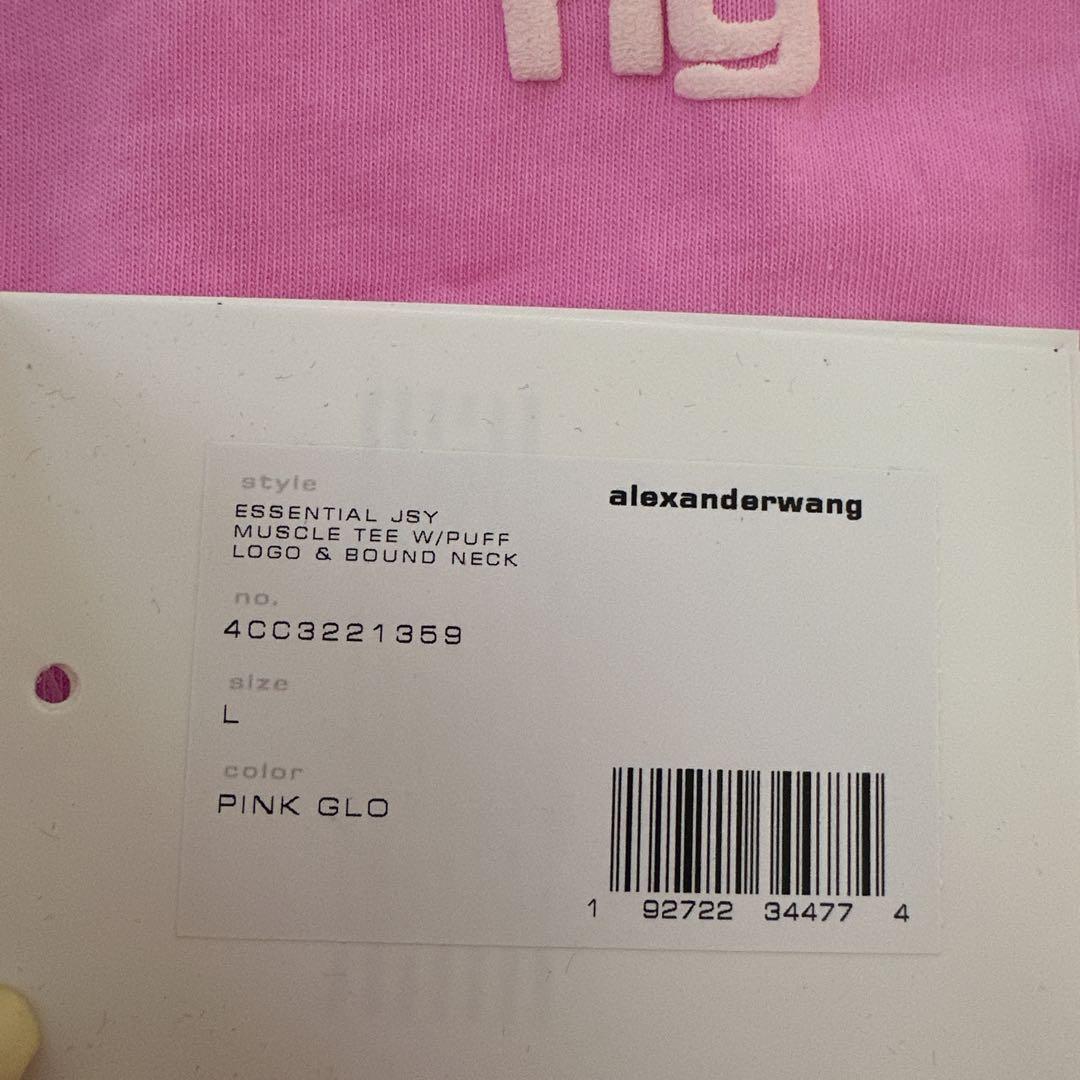 ng
style
ESSENTIAL JSY
MUSCLE TEE W/PUFF
LOGO & BOUND NECK
alexanderwang
no.
4CC3221359
size
L
color
PINK GLO
1 92722 34477 4